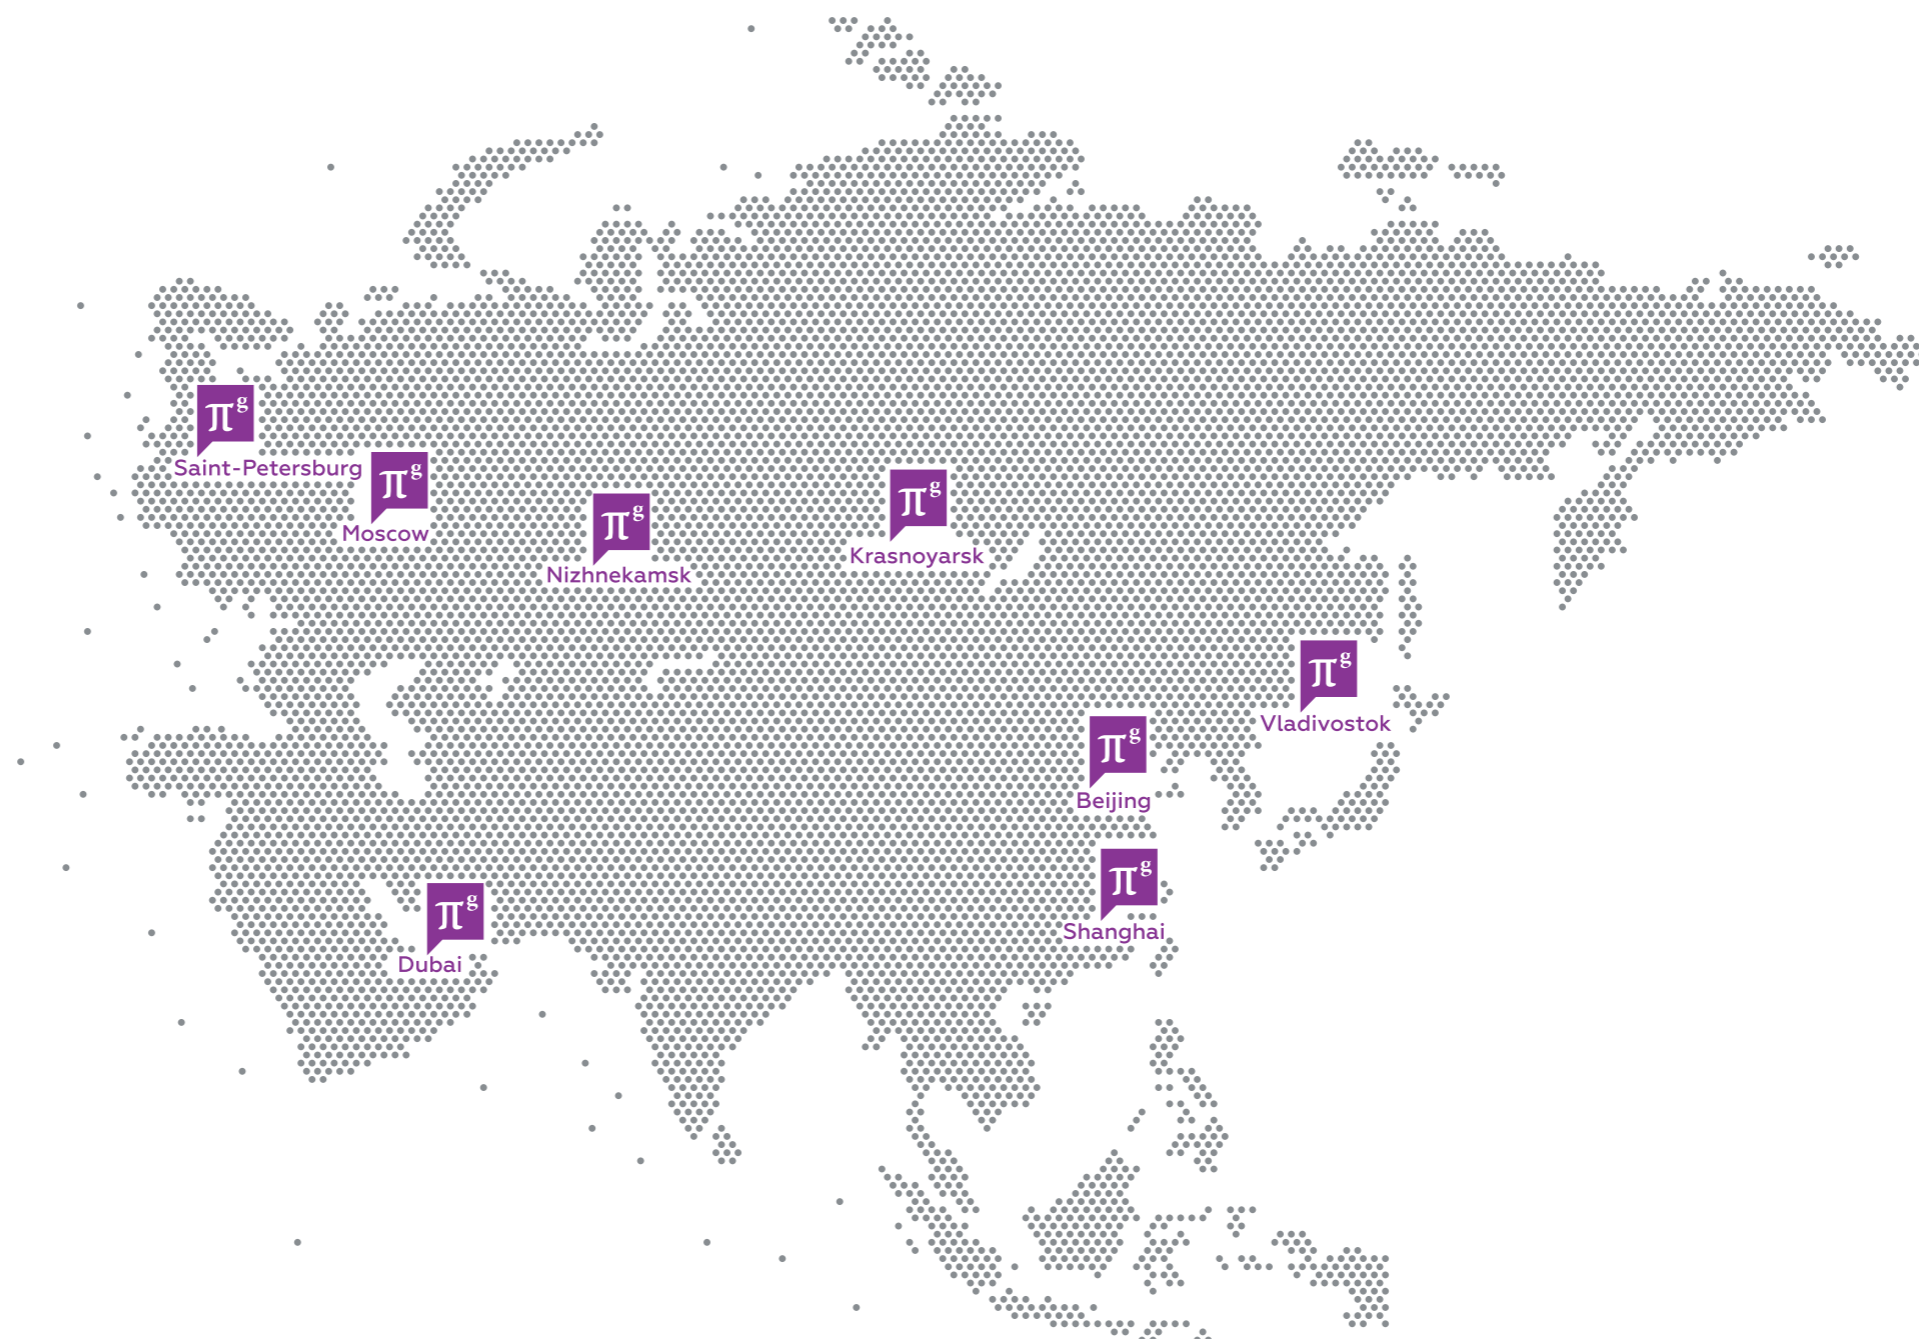 πg
Saint-Petersburg
πg
Moscow
πg
Nizhnekamsk
πg
Krasnoyarsk
πg
Vladivostok
πg
Beijing
πg
Shanghai
πg
Dubai